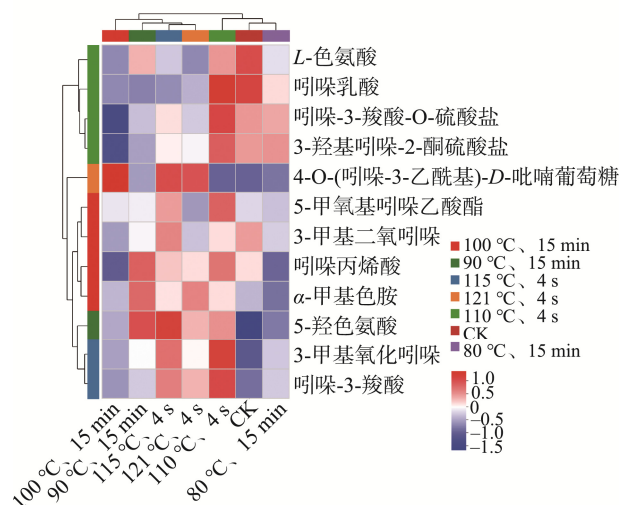 L-色氨酸
吲哚乳酸
吲哚-3-羧酸-O-硫酸盐
3-羟基吲哚-2-酮硫酸盐
4-O-(吲哚-3-乙酰基)-D-吡喃葡萄糖
5-甲氧基吲哚乙酸酯
3-甲基二氧吲哚
吲哚丙烯酸
α-甲基色胺
5-羟色氨酸
3-甲基氧化吲哚
吲哚-3-羧酸
100 ℃、15 min
90 ℃、15 min
115 ℃、4 s
121 ℃、4 s
110 ℃、4 s
CK
80 ℃、15 min
1.0
0.5
0
–0.5
–1.0
–1.5
100 ℃、15 min
90 ℃、15 min
115 ℃、4 s
121 ℃、4 s
110 ℃、4 s
CK
80 ℃、15 min